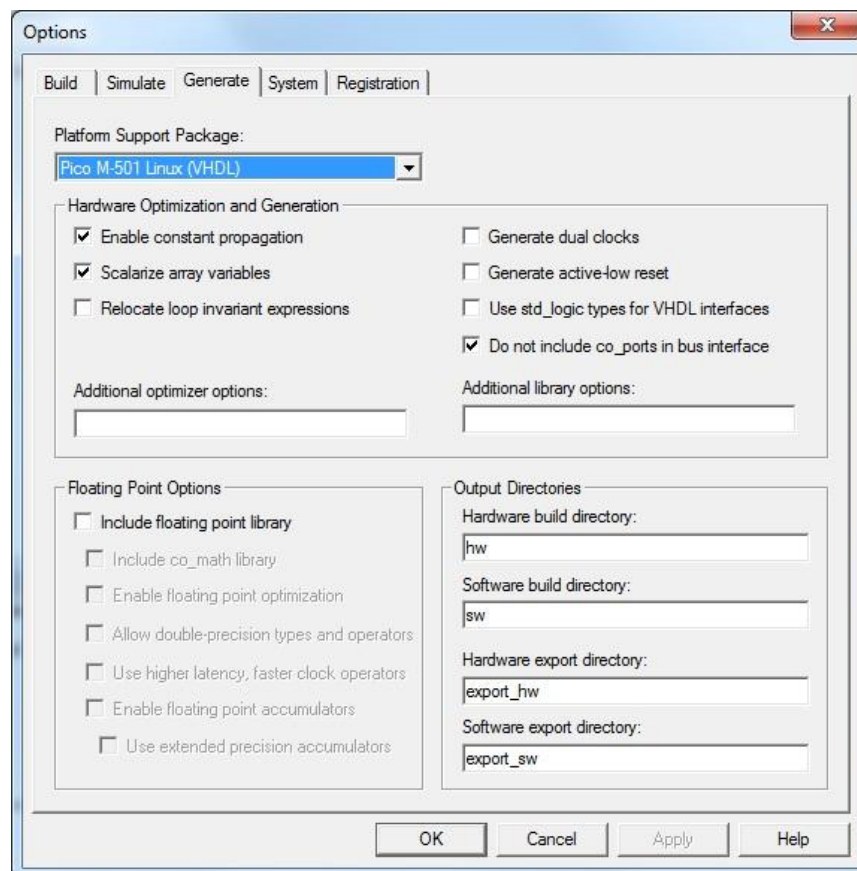 Options
Build Simulate Generate System Registration
Platform Support Package:
Pico M-501 Linux (VHDL)
Hardware Optimization and Generation
Enable constant propagation
Scalarize array variables
Relocate loop invariant expressions
Generate dual clocks
Generate active-low reset
Use std_logic types for VHDL interfaces
Do not include co_ports in bus interface
Additional optimizer options:
Additional library options:
Floating Point Options
Include floating point library
Include co_math library
Enable floating point optimization
Allow double-precision types and operators
Use higher latency, faster clock operators
Enable floating point accumulators
Use extended precision accumulators
Output Directories
Hardware build directory:
hw
Software build directory:
sw
Hardware export directory:
export_hw
Software export directory:
export_sw
OK Cancel Apply Help